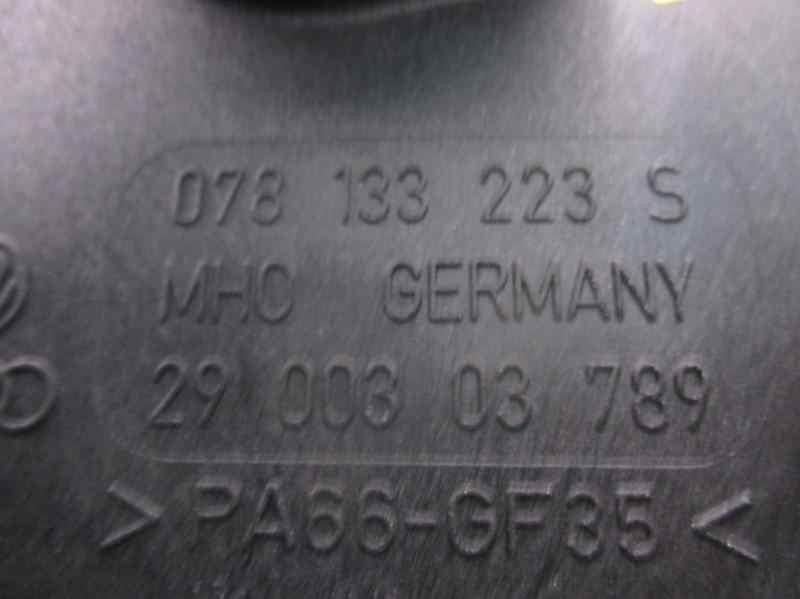 078 133 223 S
MHC GERMANY
29 003 03 789
>PA66-GF35<